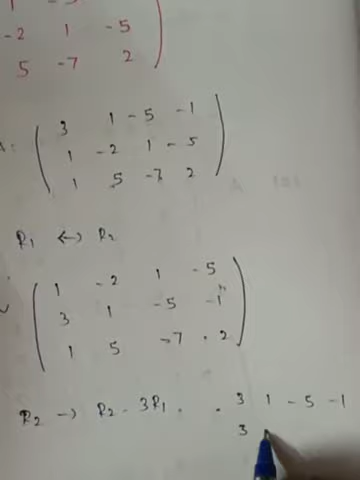 -2 1 -5
5 -7 2
3 1 -5 -1
1 -2 1 -5
1 5 -7 2
R1 <-> R2
1 -2 1 -5
3 1 -5 -1
1 5 -7 . 2
R2 -> R2 - 3R1 . . 3 1 -5 -1
3